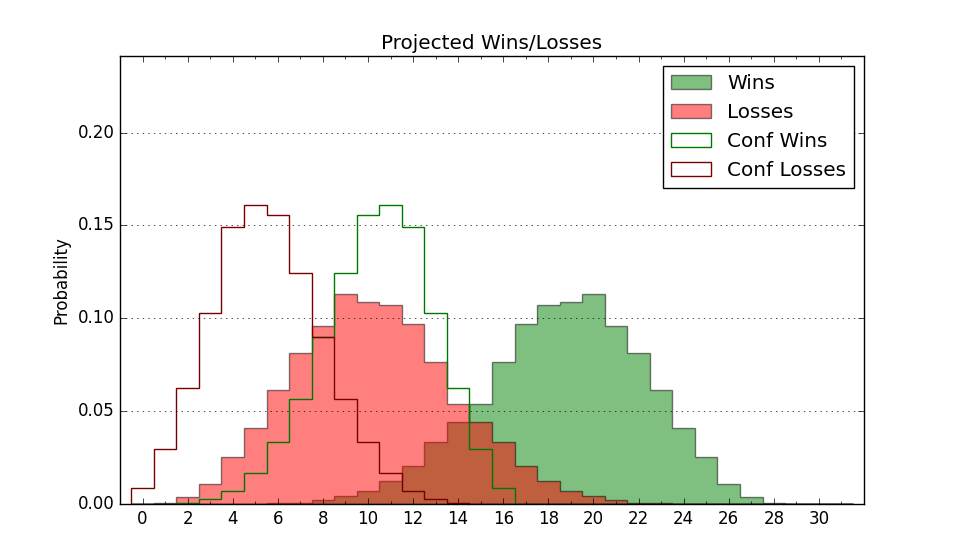 Projected Wins/Losses
Wins
Losses
Conf Wins
Conf Losses
Probability
0.20
0.15
0.10
0.05
0.00
0 2 4 6 8 10 12 14 16 18 20 22 24 26 28 30